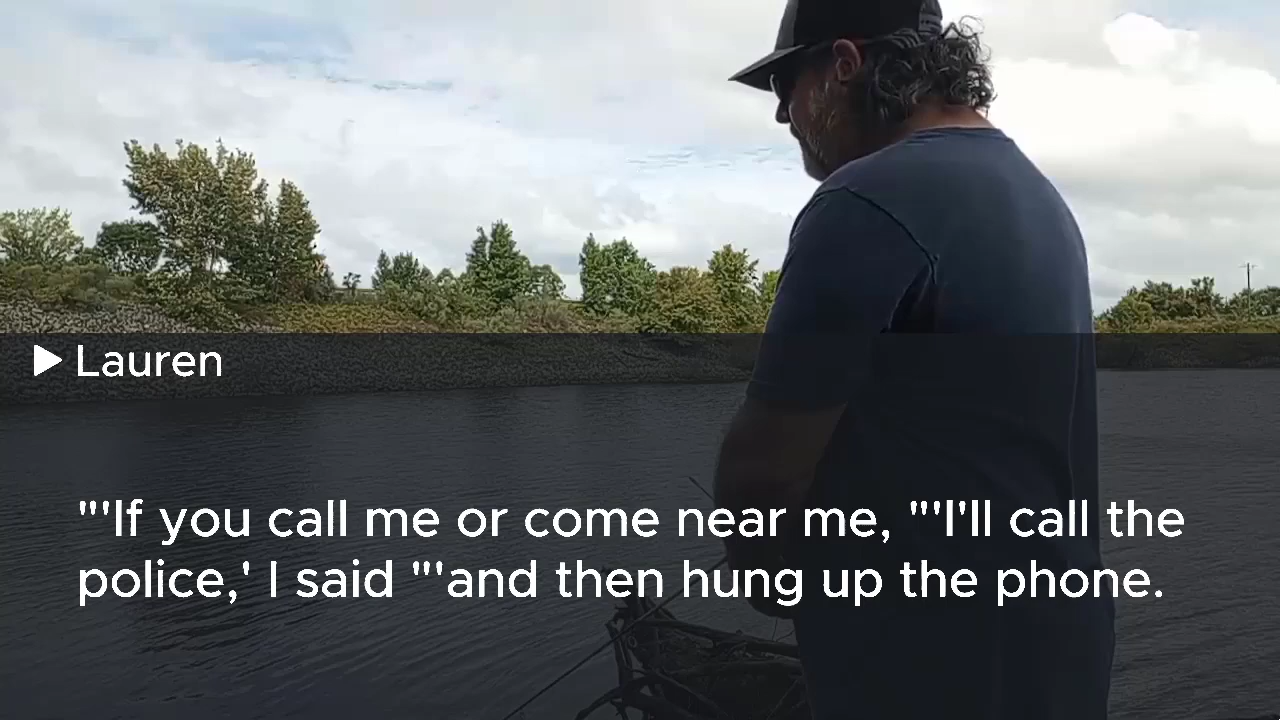 ▶ Lauren
"'If you call me or come near me, "'I'll call the
police,' I said "'and then hung up the phone.